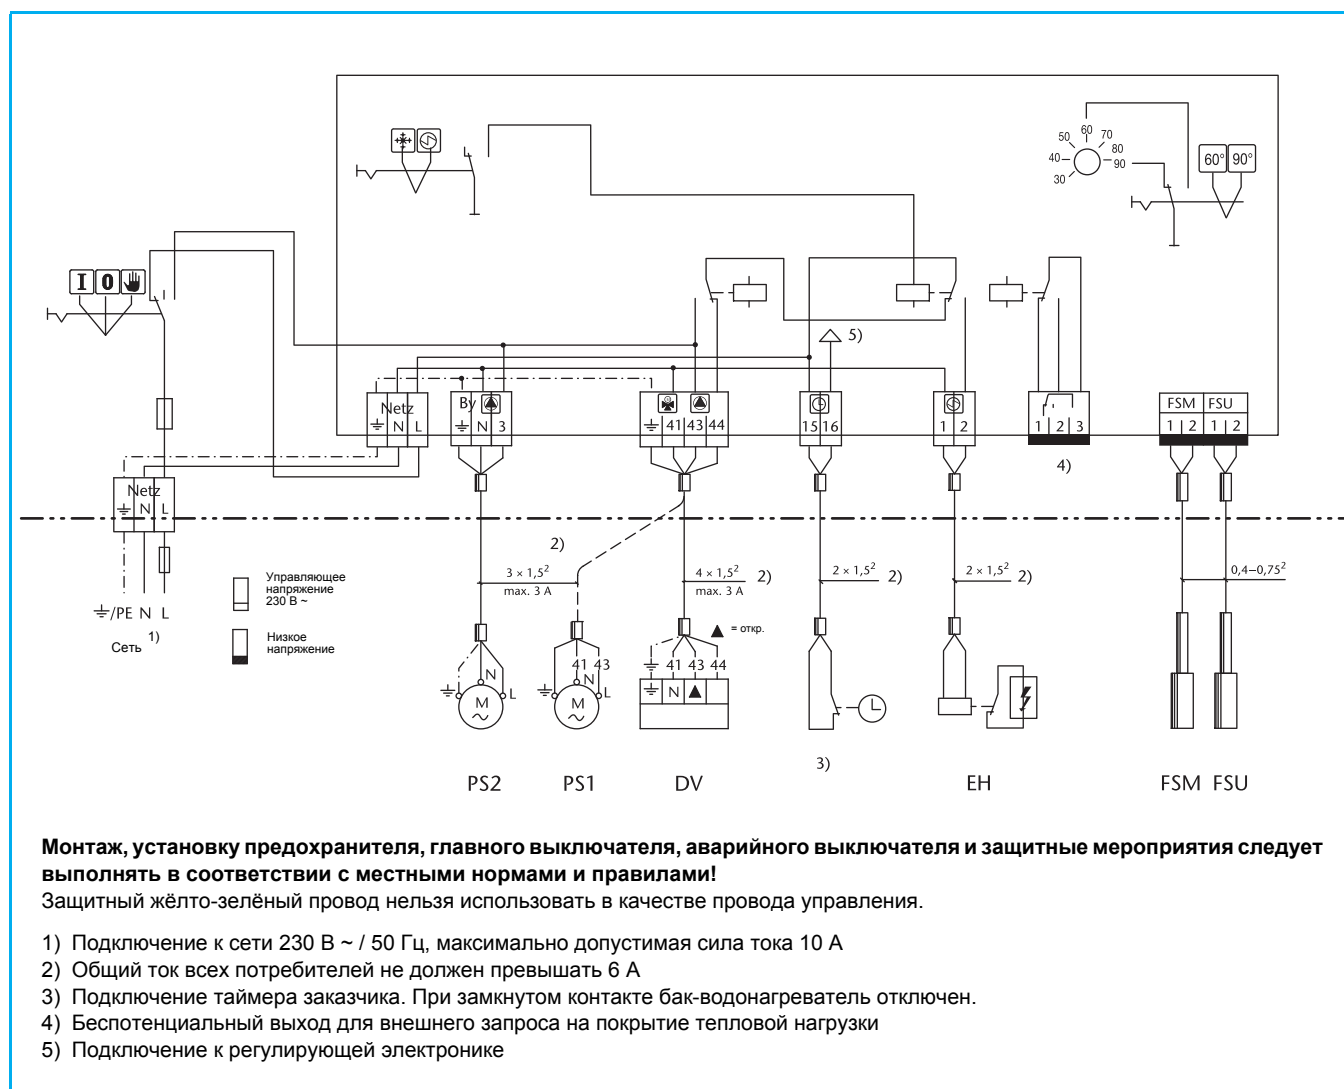 60
50 70
40 80
90
30
60° 90°
I 0
5)
Netz
N L
By
N 3
41 43 44
15 16
1 2
1 2 3
FSM FSU
1 2 1 2
4)
Netz
N L
2)
3 × 1,5²
max. 3 A
4 × 1,5²
max. 3 A
2)
2 × 1,5²
2)
2 × 1,5²
2)
0,4–0,75²
Управляющее
напряжение
230 В ~
/PE N L
1)
Сеть
Низкое
напряжение
= откр.
N
L
M
41 43
N
L
M
41 43 44
N
3)
PS2 PS1 DV EH FSM FSU
Монтаж, установку предохранителя, главного выключателя, аварийного выключателя и защитные мероприятия следует
выполнять в соответствии с местными нормами и правилами!
Защитный жёлто-зелёный провод нельзя использовать в качестве провода управления.
1) Подключение к сети 230 В ~ / 50 Гц, максимально допустимая сила тока 10 А
2) Общий ток всех потребителей не должен превышать 6 А
3) Подключение таймера заказчика. При замкнутом контакте бак-водонагреватель отключен.
4) Беспотенциальный выход для внешнего запроса на покрытие тепловой нагрузки
5) Подключение к регулирующей электронике